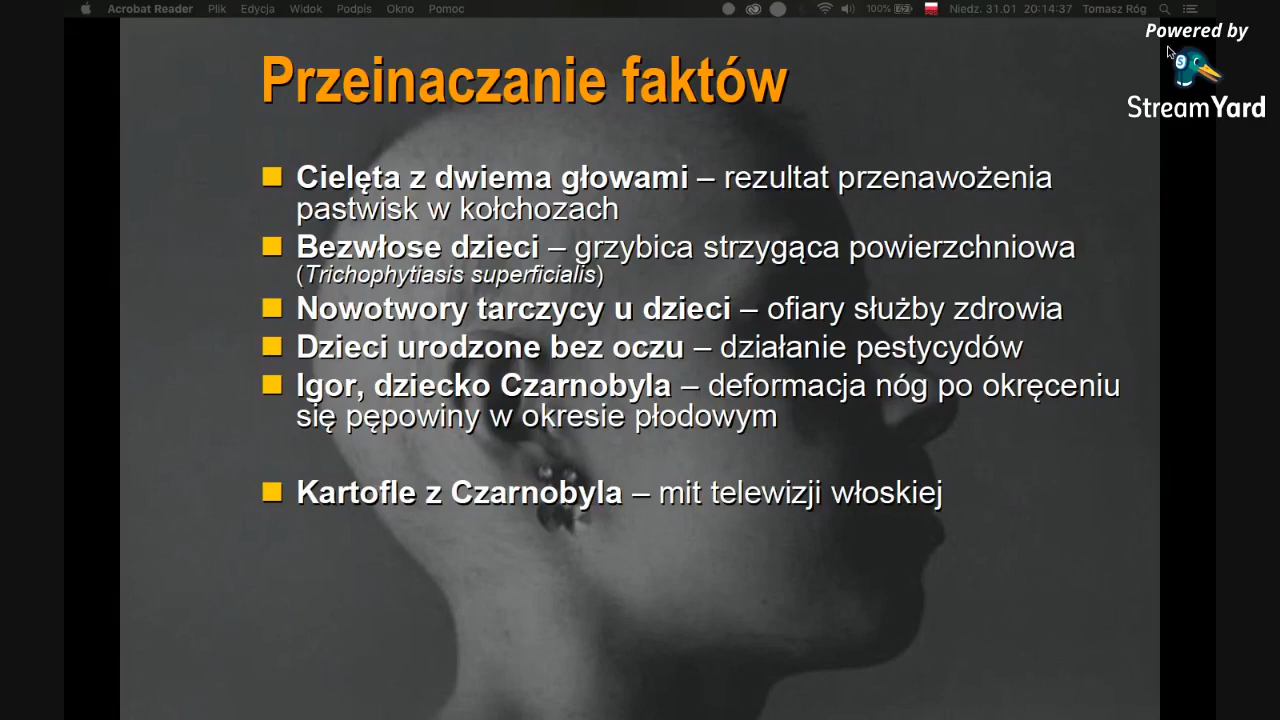 Acrobat Reader Plik Edycja Widok Podpis Okno Pomoc 100% Niedz. 31.01 20:14:37 Tomasz Róg
Powered by
StreamYard
Przeinaczanie faktów
Cielęta z dwiema głowami – rezultat przenawożenia
pastwisk w kołchozach
Bezwłose dzieci – grzybica strzygąca powierzchniowa
(Trichophytiasis superficialis)
Nowotwory tarczycy u dzieci – ofiary służby zdrowia
Dzieci urodzone bez oczu – działanie pestycydów
Igor, dziecko Czarnobyla – deformacja nóg po okręceniu
się pępowiny w okresie płodowym
Kartofle z Czarnobyla – mit telewizji włoskiej